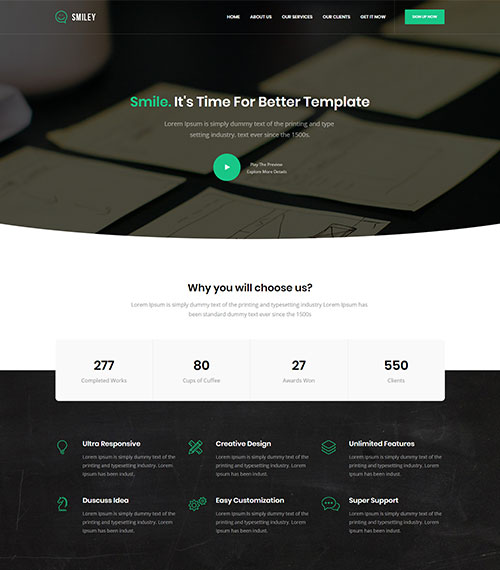 SMILEY
HOME ABOUT US OUR SERVICES OUR CLIENTS GET IT NOW SIGN UP NOW
Smile. It's Time For Better Template
Lorem Ipsum is simply dummy text of the printing and type
setting industry. text ever since the 1500s.
Play The Preview
Explore More Details
Why you will choose us?
Lorem Ipsum is simply dummy text of the printing and typesetting industry Lorem Ipsum has
been standard dummy text ever since the 1500s
277 80 27 550
Completed Works Cups of Cuffee Awards Won Clients
Ultra Responsive
Lorem Ipsum is simply dummy text of the
printing and typesetting industry. Lorem
Ipsum has been indust.
Creative Design
Lorem Ipsum is simply dummy text of the
printing and typesetting industry. Lorem
Ipsum has been indust.
Unlimited Features
Lorem Ipsum is simply dummy text of the
printing and typesetting industry. Lorem
Ipsum has been indust.
Duscuss Idea
Lorem Ipsum is simply dummy text of the
printing and typesetting industry. Lorem
Ipsum has been indust.
Easy Customization
Lorem Ipsum is simply dummy text of the
printing and typesetting industry. Lorem
Ipsum has been indust.
Super Support
Lorem Ipsum is simply dummy text of the
printing and typesetting industry. Lorem
Ipsum has been indust.